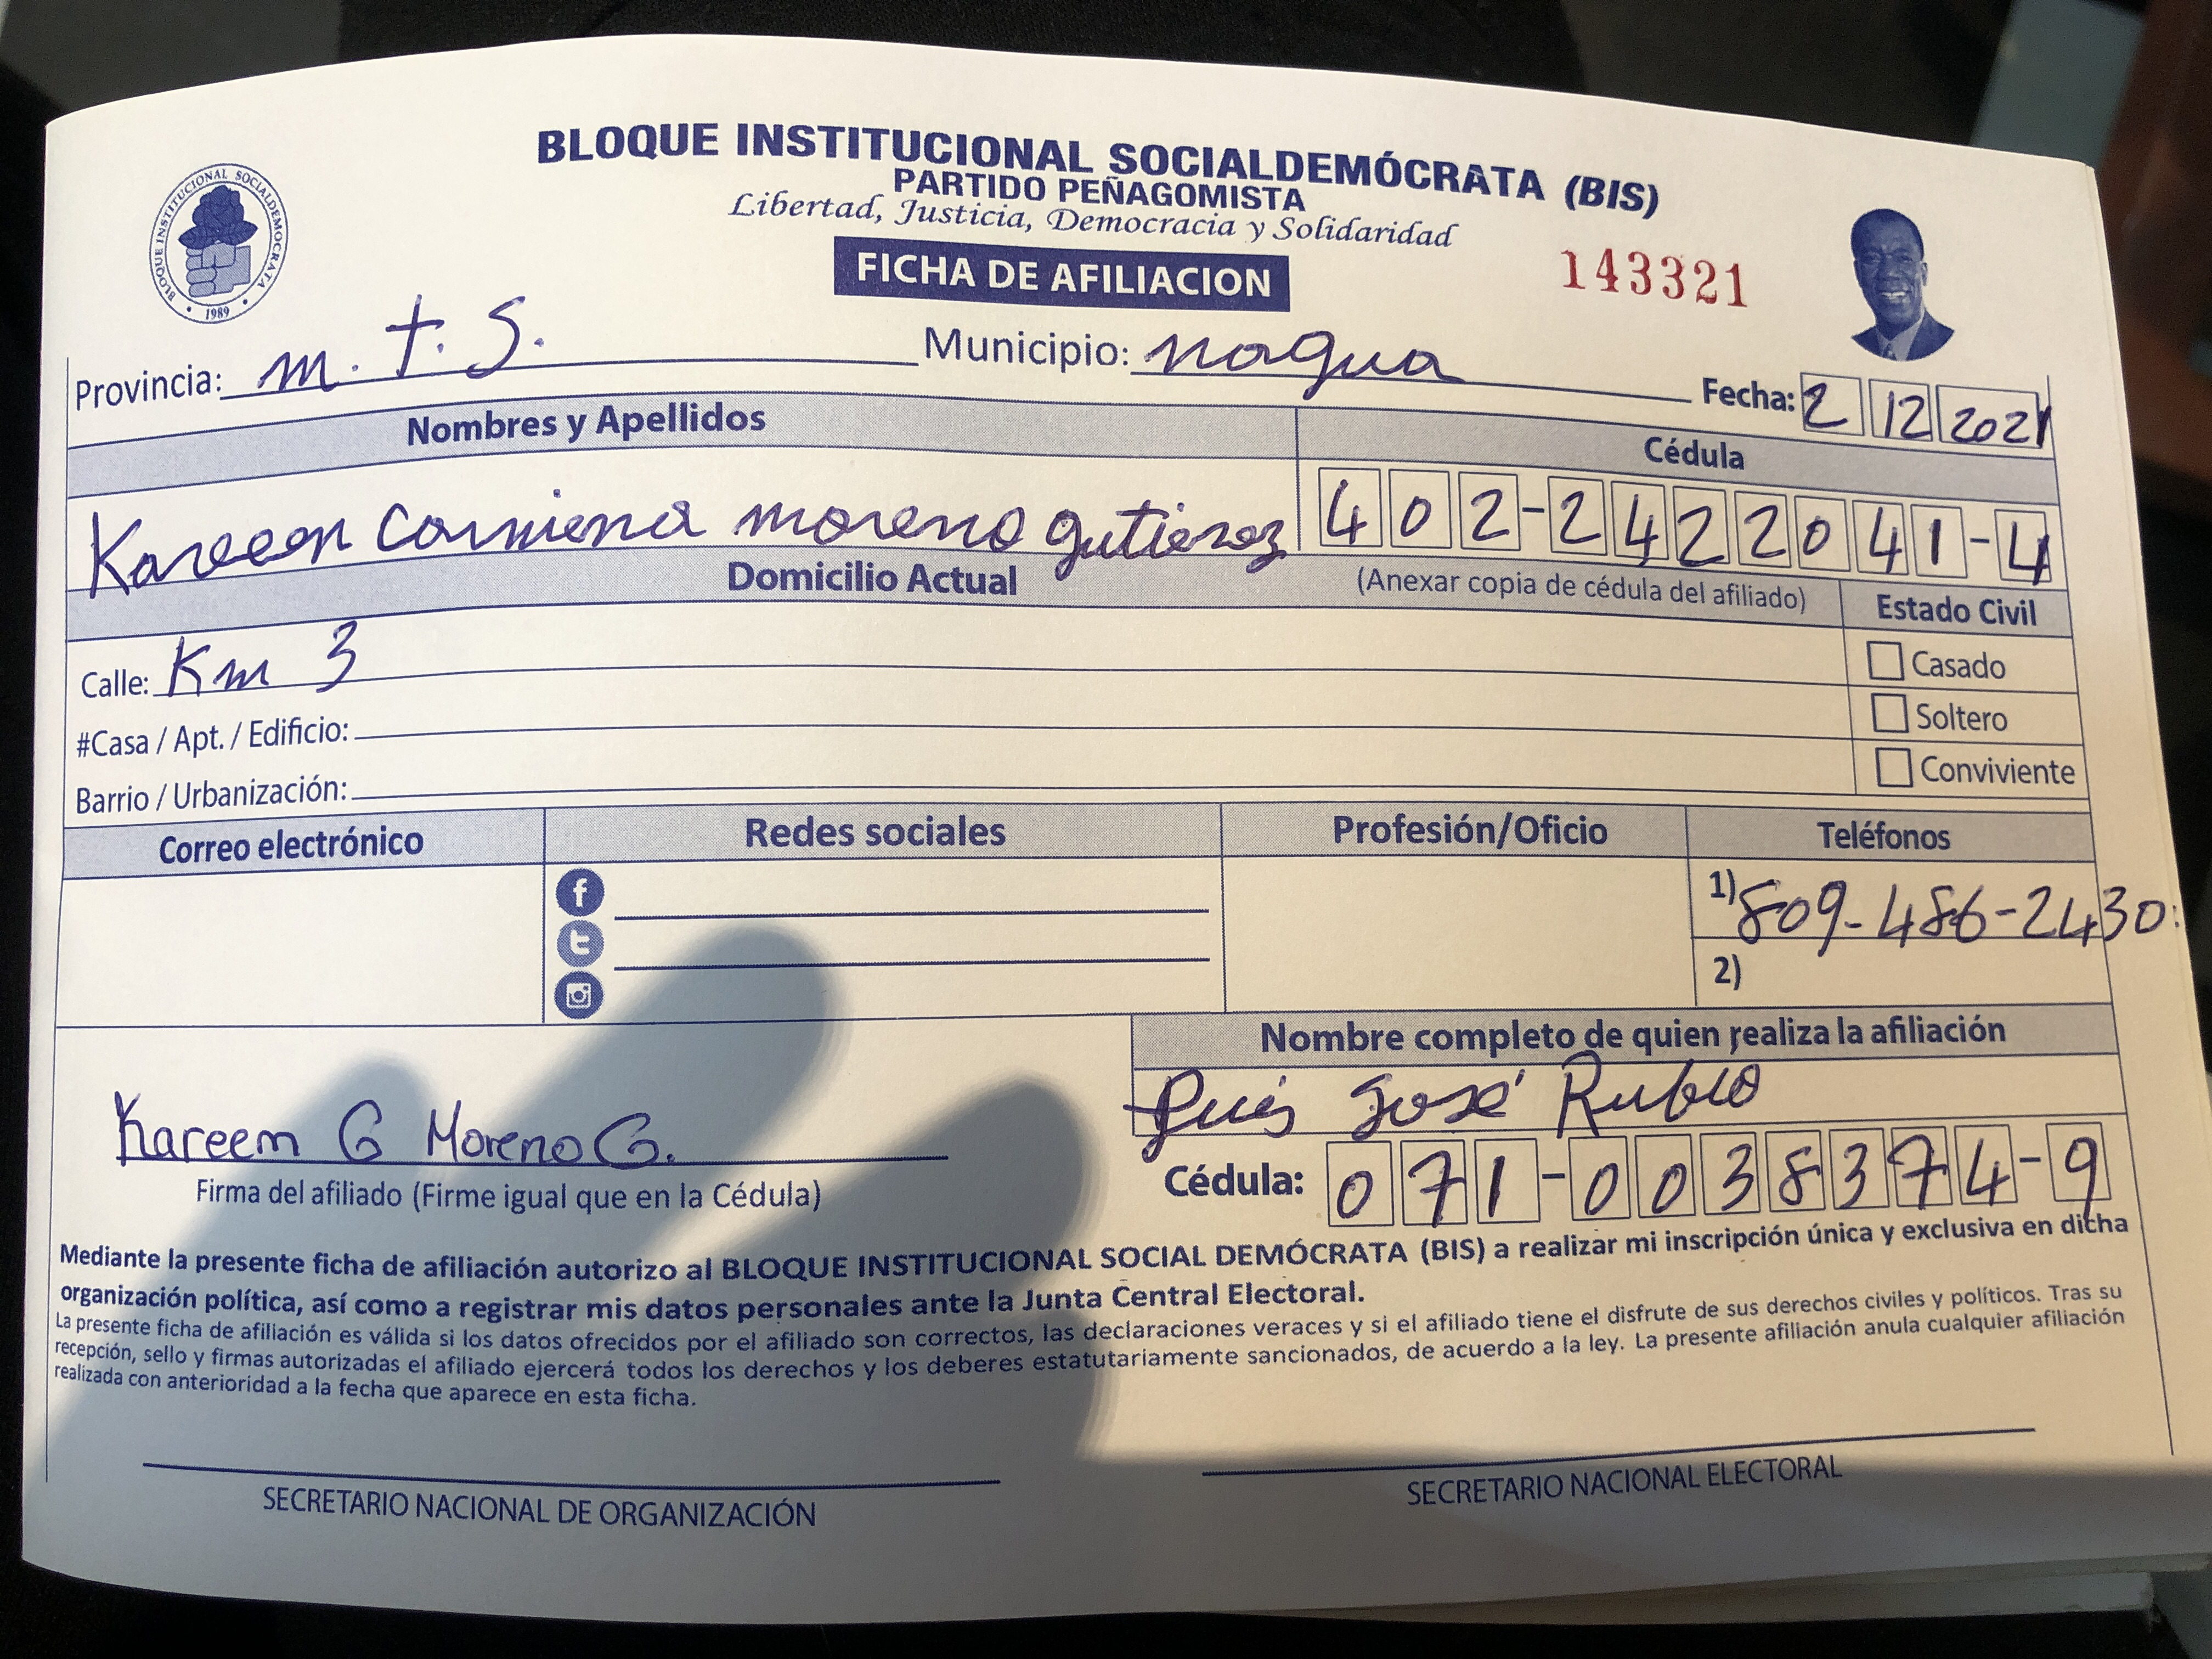 BLOQUE INSTITUCIONAL SOCIALDEMÓCRATA (BIS)
PARTIDO PEÑAGOMISTA
Libertad, Justicia, Democracia y Solidaridad
BLOQUE INSTITUCIONAL SOCIALDEMOCRATA
1989
FICHA DE AFILIACION
143321
Provincia: m. t. S. Municipio: nagua Fecha: 2 12 2021
Nombres y Apellidos Cédula
Kareen moreno gutierez 402-2422041-4
Domicilio Actual (Anexar copia de cédula del afiliado) Estado Civil
Calle: Km 3 Casado
#Casa / Apt. / Edificio: Soltero
Barrio / Urbanización: Conviviente
Correo electrónico Redes sociales Profesión/Oficio Teléfonos
1) 809-486-2430
2)
Nombre completo de quien realiza la afiliación
Luis José Rubio
Kareem G Moreno G.
Cédula: 071-0038374-9
Firma del afiliado (Firme igual que en la Cédula)
Mediante la presente ficha de afiliación autorizo al BLOQUE INSTITUCIONAL SOCIAL DEMÓCRATA (BIS) a realizar mi inscripción única y exclusiva en dicha
organización política, así como a registrar mis datos personales ante la Junta Central Electoral.
La presente ficha de afiliación es válida si los datos ofrecidos por el afiliado son correctos, las declaraciones veraces y si el afiliado tiene el disfrute de sus derechos civiles y políticos. Tras su
recepción, sello y firmas autorizadas el afiliado ejercerá todos los derechos y los deberes estatutariamente sancionados, de acuerdo a la ley. La presente afiliación anula cualquier afiliación
realizada con anterioridad a la fecha que aparece en esta ficha.
SECRETARIO NACIONAL DE ORGANIZACIÓN SECRETARIO NACIONAL ELECTORAL